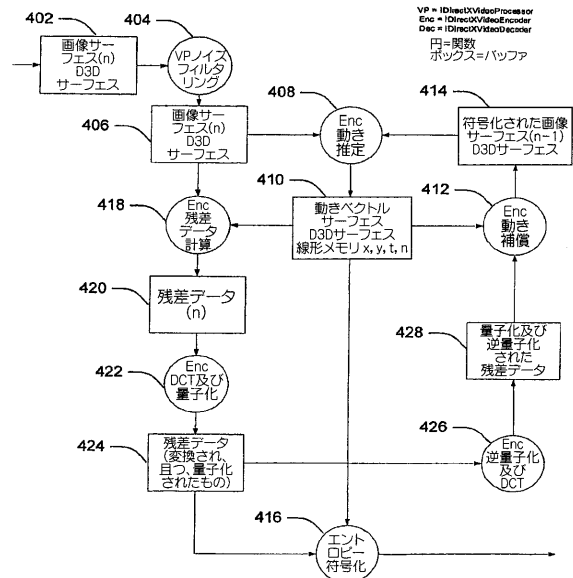 VP = IDirectXVideoProcessor
Enc = IDirectXVideoEncoder
Dec = IDirectXVideoDecoder
円=関数
ボックス=バッファ
402
画像サー
フェス(n)
D3D
サーフェス
404
VPノイズ
フィルタ
リング
406
画像サー
フェス(n)
D3D
サーフェス
408
Enc
動き
推定
414
符号化された画像
サーフェス(n-1)
D3Dサーフェス
418
Enc
残差
データ
計算
410
動きベクトル
サーフェス
D3Dサーフェス
線形メモリ x, y, t, n
412
Enc
動き
補償
420
残差データ
(n)
428
量子化及び
逆量子化
された
残差データ
422
Enc
DCT及び
量子化
424
残差データ
(変換され、
且つ、量子化
されたもの)
426
Enc
逆量子化
及び
DCT
416
エント
ロピー
符号化